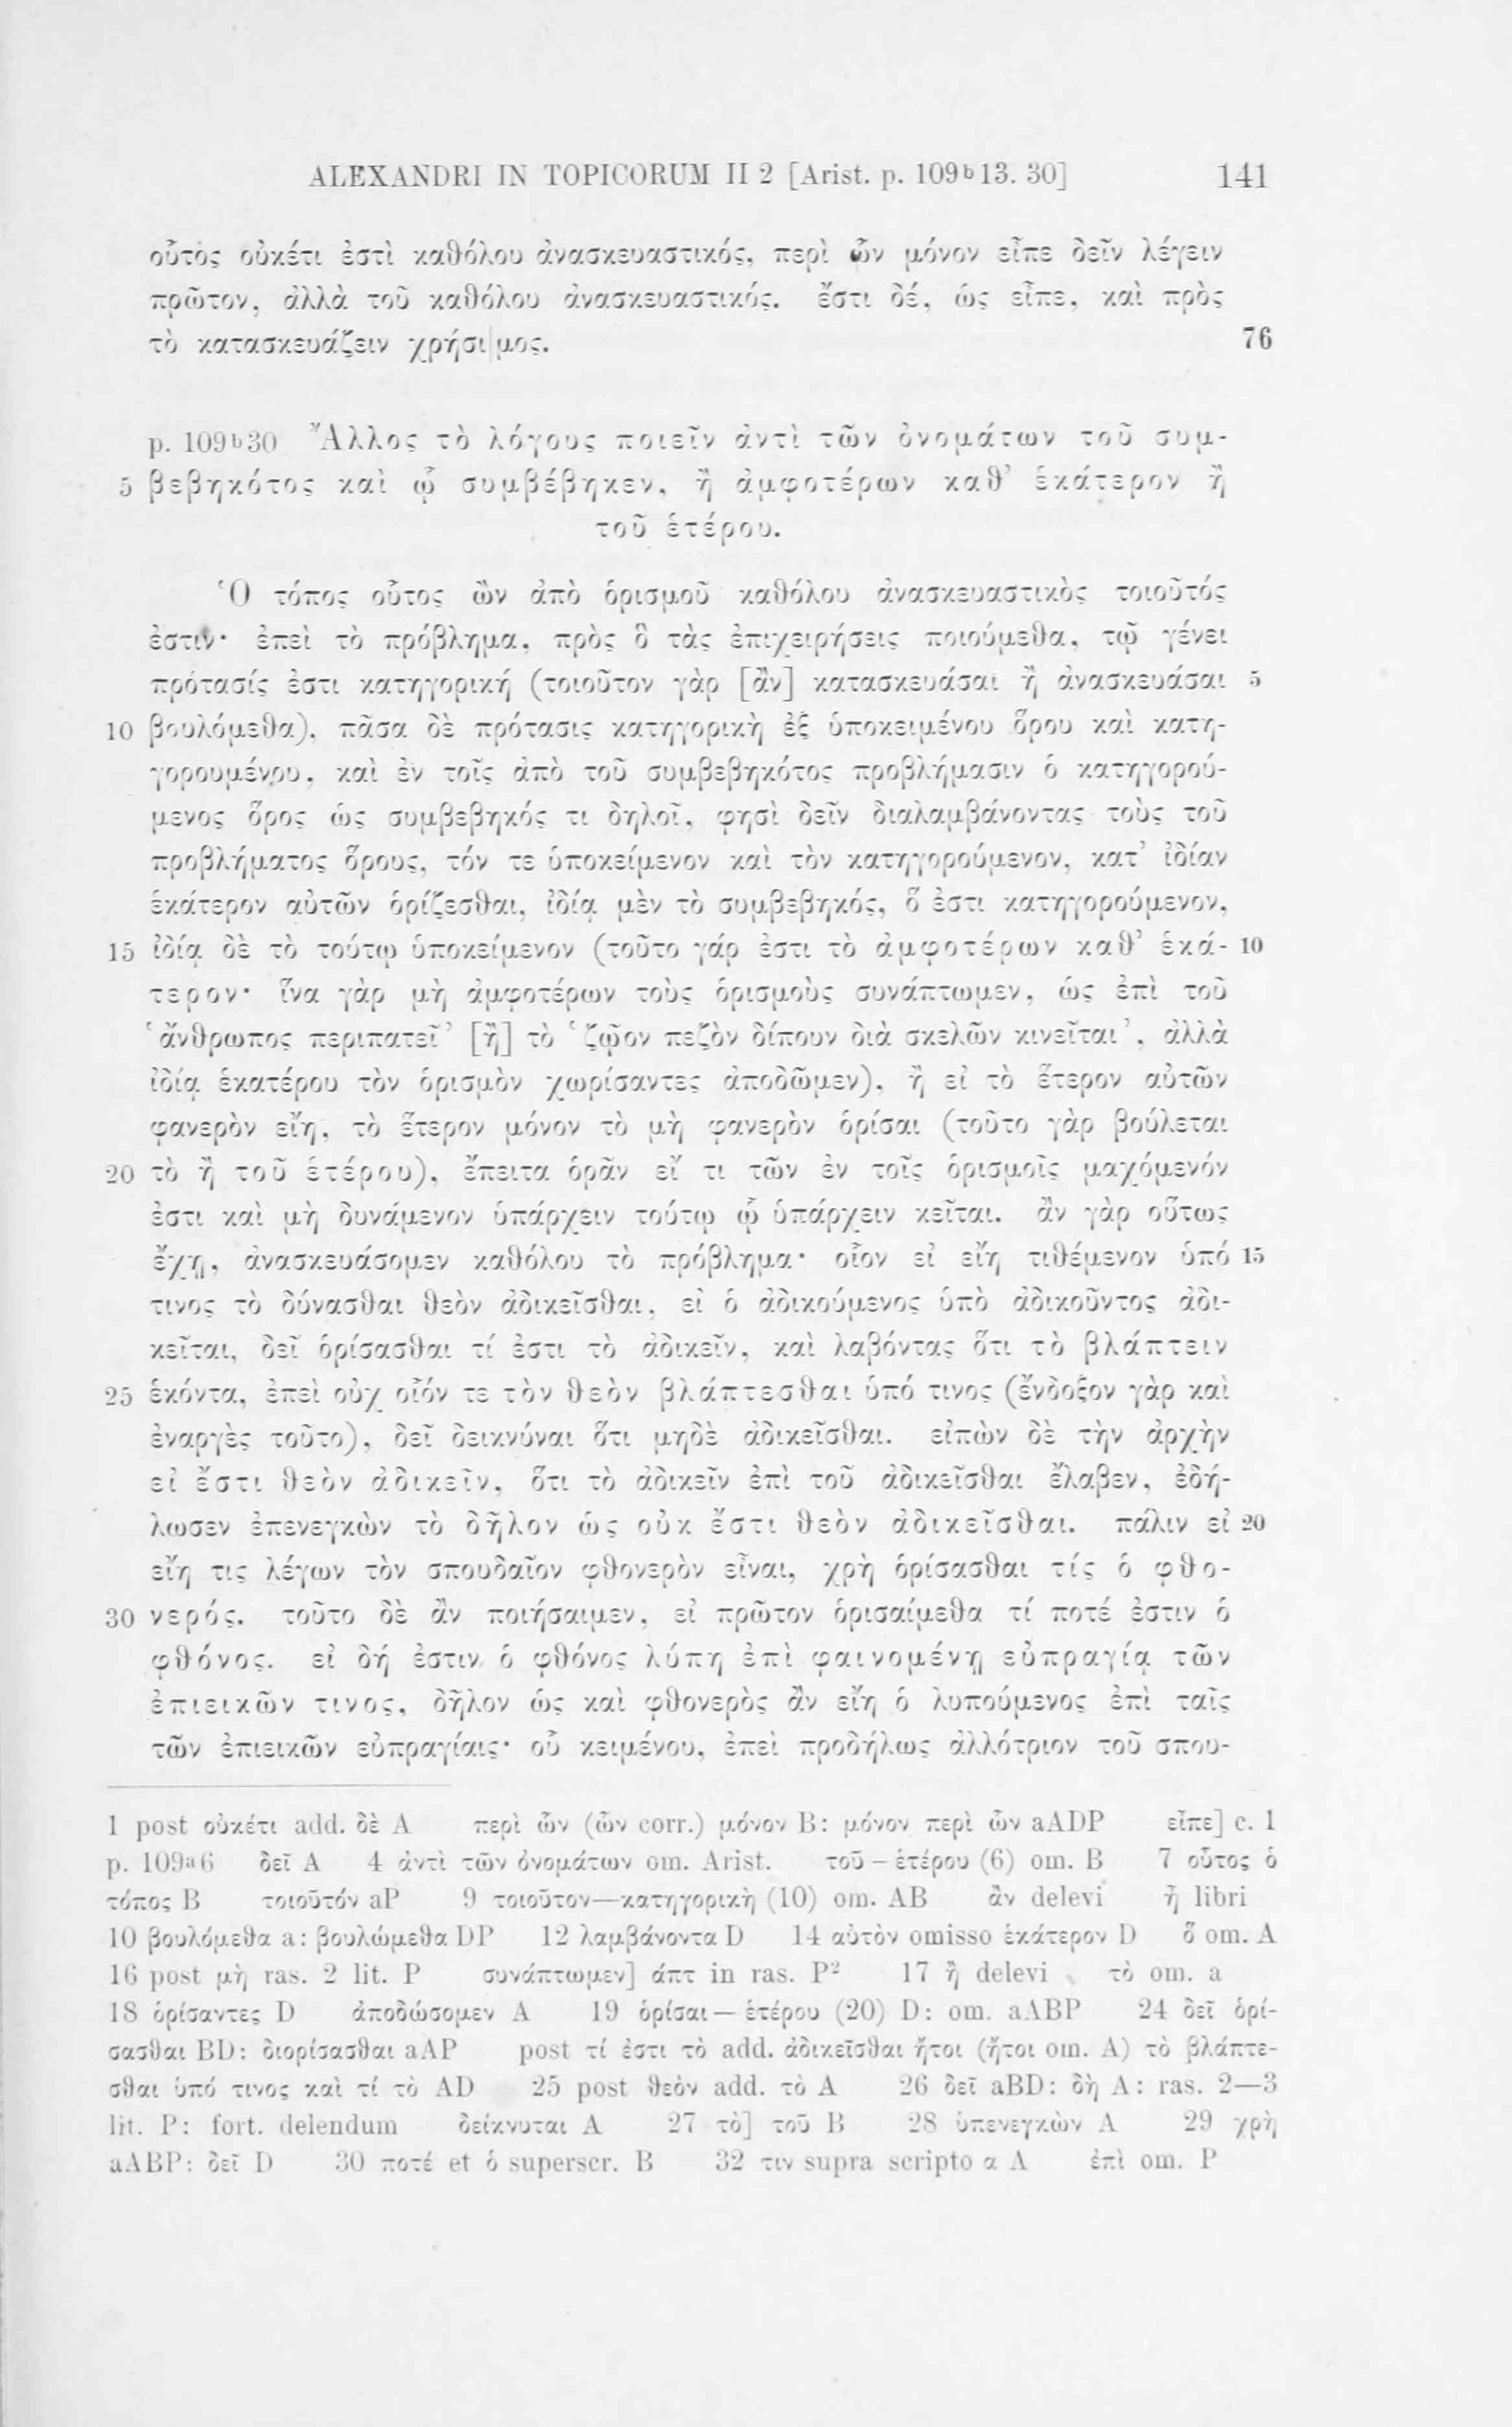 ALEXANDRI IN TOPICORUM II 2 [Arist. p. 109ᵇ13. 30] 141
οὗτος οὐκέτι ἐστὶ καθόλου ἀνασκευαστικός, περὶ ὧν μόνον εἶπε δεῖν λέγειν
πρῶτον, ἀλλὰ τοῦ καθόλου ἀνασκευαστικός. ἔστι δέ, ὡς εἶπε, καὶ πρὸς
τὸ κατασκευάζειν χρήσι|μος. 76
p. 109ᵇ30 Ἄλλος τὸ λόγους ποιεῖν ἀντὶ τῶν ὀνομάτων τοῦ συμ-
5 βεβηκότος καὶ ᾧ συμβέβηκεν, ἢ ἀμφοτέρων καθ’ ἑκάτερον ἢ
τοῦ ἑτέρου.
Ὁ τόπος οὗτος ὢν ἀπὸ ὁρισμοῦ καθόλου ἀνασκευαστικὸς τοιοῦτός
ἐστιν· ἐπεὶ τὸ πρόβλημα, πρὸς ὃ τὰς ἐπιχειρήσεις ποιούμεθα, τῷ γένει
πρότασίς ἐστι κατηγορική (τοιοῦτον γὰρ [ἂν] κατασκευάσαι ἢ ἀνασκευάσαι 5
10 βουλόμεθα), πᾶσα δὲ πρότασις κατηγορικὴ ἐξ ὑποκειμένου ὅρου καὶ κατη-
γορουμένου, καὶ ἐν τοῖς ἀπὸ τοῦ συμβεβηκότος προβλήμασιν ὁ κατηγορού-
μενος ὅρος ὡς συμβεβηκός τι δηλοῖ, φησὶ δεῖν διαλαμβάνοντας τοὺς τοῦ
προβλήματος ὅρους, τόν τε ὑποκείμενον καὶ τὸν κατηγορούμενον, κατ’ ἰδίαν
ἑκάτερον αὐτῶν ὁρίζεσθαι, ἰδίᾳ μὲν τὸ συμβεβηκός, ὅ ἐστι κατηγορούμενον,
15 ἰδίᾳ δὲ τὸ τούτῳ ὑποκείμενον (τοῦτο γάρ ἐστι τὸ ἀμφοτέρων καθ’ ἑκά- 10
τερον· ἵνα γὰρ μὴ ἀμφοτέρων τοὺς ὁρισμοὺς συνάπτωμεν, ὡς ἐπὶ τοῦ
‘ἄνθρωπος περιπατεῖ’ [ἢ] τὸ ‘ζῷον πεζὸν δίπουν διὰ σκελῶν κινεῖται’, ἀλλὰ
ἰδίᾳ ἑκατέρου τὸν ὁρισμὸν χωρίσαντες ἀποδῶμεν), ἢ εἰ τὸ ἕτερον αὐτῶν
φανερὸν εἴη, τὸ ἕτερον μόνον τὸ μὴ φανερὸν ὁρίσαι (τοῦτο γὰρ βούλεται
20 τὸ ἢ τοῦ ἑτέρου), ἔπειτα ὁρᾶν εἴ τι τῶν ἐν τοῖς ὁρισμοῖς μαχόμενόν
ἐστι καὶ μὴ δυνάμενον ὑπάρχειν τούτῳ ᾧ ὑπάρχειν κεῖται. ἂν γὰρ οὕτως
ἔχῃ, ἀνασκευάσομεν καθόλου τὸ πρόβλημα· οἷον εἰ εἴη τιθέμενον ὑπό 15
τινος τὸ δύνασθαι θεὸν ἀδικεῖσθαι, εἰ ὁ ἀδικούμενος ὑπὸ ἀδικοῦντος ἀδι-
κεῖται, δεῖ ὁρίσασθαι τί ἐστι τὸ ἀδικεῖν, καὶ λαβόντας ὅτι τὸ βλάπτειν
25 ἑκόντα, ἐπεὶ οὐχ οἷόν τε τὸν θεὸν βλάπτεσθαι ὑπό τινος (ἔνδοξον γὰρ καὶ
ἐναργὲς τοῦτο), δεῖ δεικνύναι ὅτι μηδὲ ἀδικεῖσθαι. εἰπὼν δὲ τὴν ἀρχὴν
εἰ ἔστι θεὸν ἀδικεῖν, ὅτι τὸ ἀδικεῖν ἐπὶ τοῦ ἀδικεῖσθαι ἔλαβεν, ἐδή-
λωσεν ἐπενεγκὼν τὸ δῆλον ὡς οὐκ ἔστι θεὸν ἀδικεῖσθαι. πάλιν εἰ 20
εἴη τις λέγων τὸν σπουδαῖον φθονερὸν εἶναι, χρὴ ὁρίσασθαι τίς ὁ φθο-
30 νερός. τοῦτο δὲ ἂν ποιήσαιμεν, εἰ πρῶτον ὁρισαίμεθα τί ποτέ ἐστιν ὁ
φθόνος. εἰ δή ἐστιν ὁ φθόνος λύπη ἐπὶ φαινομένῃ εὐπραγίᾳ τῶν
ἐπιεικῶν τινος, δῆλον ὡς καὶ φθονερὸς ἂν εἴη ὁ λυπούμενος ἐπὶ ταῖς
τῶν ἐπιεικῶν εὐπραγίαις· οὗ κειμένου, ἐπεὶ προδήλως ἀλλότριον τοῦ σπου-
1 post οὐκέτι add. δὲ A περὶ ὧν (ὧν corr.) μόνον B: μόνον περὶ ὧν aADP εἶπε] c. 1
p. 109ᵃ6 δεῖ A 4 ἀντὶ τῶν ὀνομάτων om. Arist. τοῦ – ἑτέρου (6) om. B 7 οὗτος ὁ
τόπος B τοιοῦτόν aP 9 τοιοῦτον—κατηγορικὴ (10) om. AB ἂν delevi ἢ libri
10 βουλόμεθα a: βουλώμεθα DP 12 λαμβάνοντα D 14 αὐτὸν omisso ἑκάτερον D ὅ om. A
16 post μὴ ras. 2 lit. P συνάπτωμεν] άπτ in ras. P² 17 ἢ delevi τὸ om. a
18 ὁρίσαντες D ἀποδώσομεν A 19 ὁρίσαι — ἑτέρου (20) D: om. aABP 24 δεῖ ὁρί-
σασθαι BD: διορίσασθαι aAP post τί ἐστι τὸ add. ἀδικεῖσθαι ἤτοι (ἤτοι om. A) τὸ βλάπτε-
σθαι ὑπό τινος καὶ τί τὸ AD 25 post θεὸν add. τὸ A 26 δεῖ aBD: δὴ A: ras. 2—3
lit. P: fort. delendum δείκνυται A 27 τὸ] τοῦ B 28 ὑπενεγκὼν A 29 χρὴ
aABP: δεῖ D 30 ποτέ et ὁ superscr. B 32 τιν supra scripto α A ἐπὶ om. P